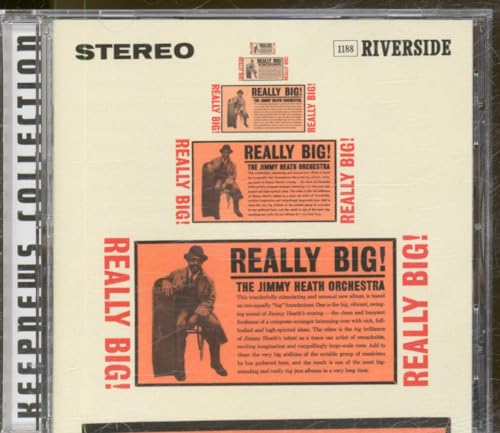 KEEPNEWS COLLECTION
STEREO
1188 RIVERSIDE
REALLY BIG!
REALLY BIG!
REALLY BIG!
REALLY BIG!
THE JIMMY HEATH ORCHESTRA
REALLY BIG!
REALLY BIG!
REALLY BIG!
THE JIMMY HEATH ORCHESTRA
REALLY BIG!
REALLY BIG!
REALLY BIG!
THE JIMMY HEATH ORCHESTRA
This wonderfully stimulating and unusual new album is based
on two equally "big" foundations. One is the big, vibrant, swing-
ing sound of Jimmy Heath's scoring — the clean and buoyant
freshness of a composer-arranger brimming over with rich, full-
bodied and high-spirited ideas. The other is the big brilliance
of Jimmy Heath's talent as a tenor sax artist of remarkable,
exciting imagination and compellingly large-scale tone. Add to
these the very big abilities of the notable group of musicians
he has gathered here, and the result is one of the most big-
sounding and really big jazz albums in a very long time.
REALLY BIG!